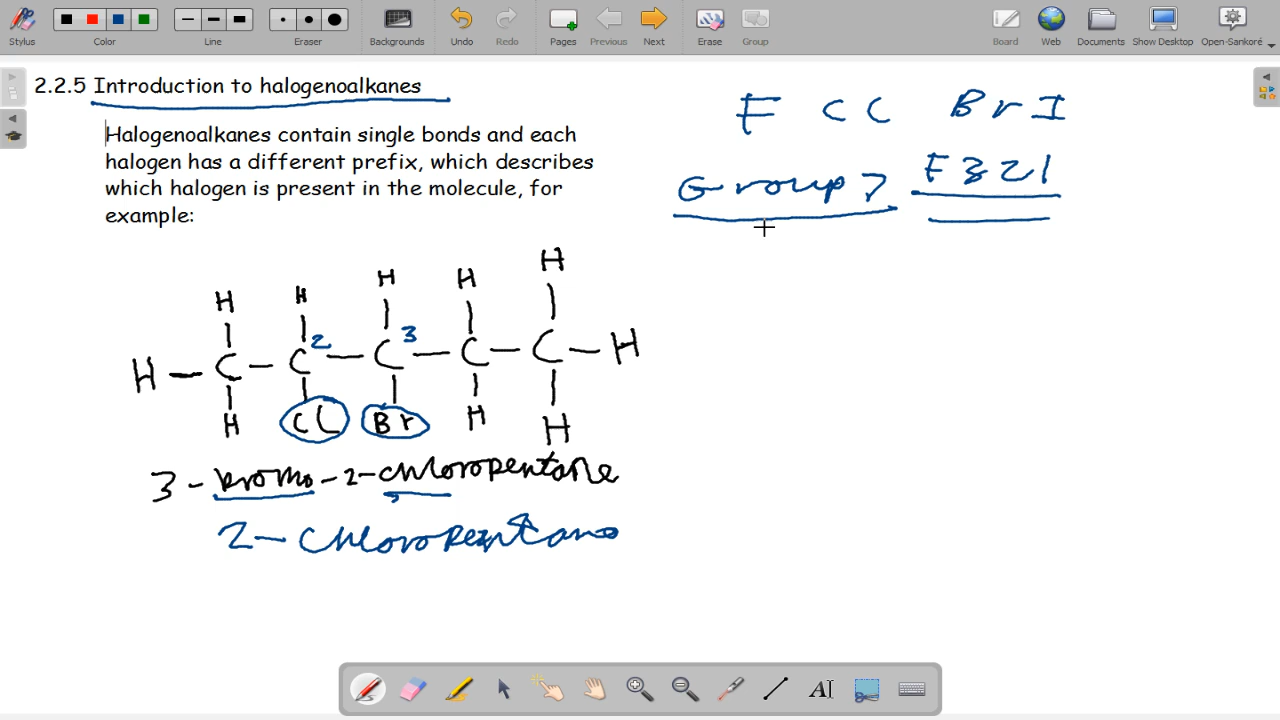 Stylus Color Line Eraser Backgrounds Undo Redo Pages Previous Next Erase Group Board Web Documents Show Desktop Open-Sankoré
2.2.5 Introduction to halogenoalkanes
F Cl Br I
Halogenoalkanes contain single bonds and each
halogen has a different prefix, which describes
which halogen is present in the molecule, for
example:
Group 7 F321
H
H H H H
2 3
H C C C C C H
H Cl Br H H
3-bromo-2-chloropentane
2-chloropentane